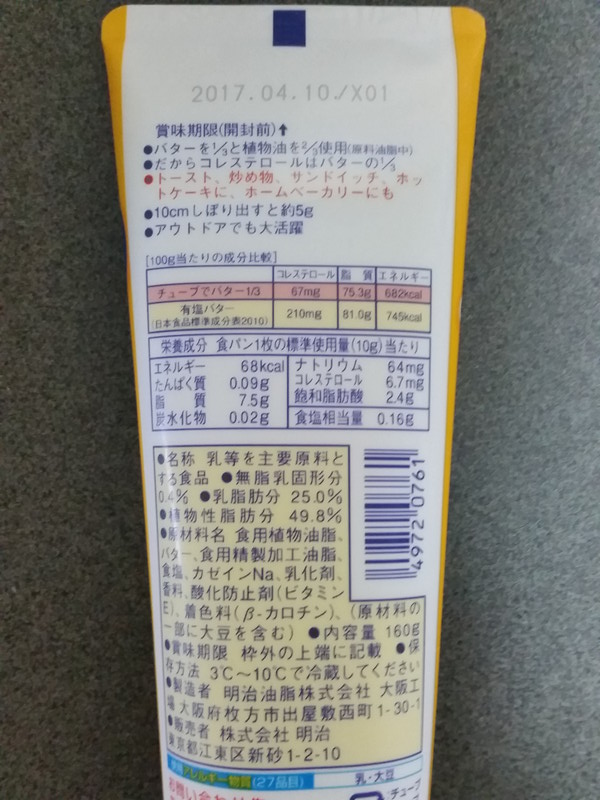 2017.04.10./X01
賞味期限(開封前)⬆
●バターを⅓と植物油を⅔使用(原料油脂中)
●だからコレステロールはバターの⅓
●トースト、炒め物、サンドイッチ、ホッ
トケーキに、ホームベーカリーにも
●10cmしぼり出すと約5g
●アウトドアでも大活躍
[100g当たりの成分比較]
コレステロール 脂質 エネルギー
チューブでバター1/3 67mg 75.3g 682kcal
有塩バター
(日本食品標準成分表2010) 210mg 81.0g 745kcal
栄養成分 食パン1枚の標準使用量(10g)当たり
エネルギー 68kcal ナトリウム 64mg
たんぱく質 0.09g コレステロール 6.7mg
脂質 7.5g 飽和脂肪酸 2.4g
炭水化物 0.02g 食塩相当量 0.16g
●名称 乳等を主要原料と
する食品 ●無脂乳固形分
0.4% ●乳脂肪分 25.0%
●植物性脂肪分 49.8%
●原材料名 食用植物油脂、
バター、食用精製加工油脂、
食塩、カゼインNa、乳化剤、
香料、酸化防止剤(ビタミン
E)、着色料(β-カロチン)、(原材料の
一部に大豆を含む) ●内容量 160g
●賞味期限 枠外の上端に記載 ●保
存方法 3℃～10℃で冷蔵してください
●製造者 明治油脂株式会社 大阪工
場 大阪府枚方市出屋敷西町1-30-1
●販売者 株式会社 明治
東京都江東区新砂1-2-10
4972 0761
アレルギー物質(27品目) 乳・大豆
お問い合わせ
チューブ